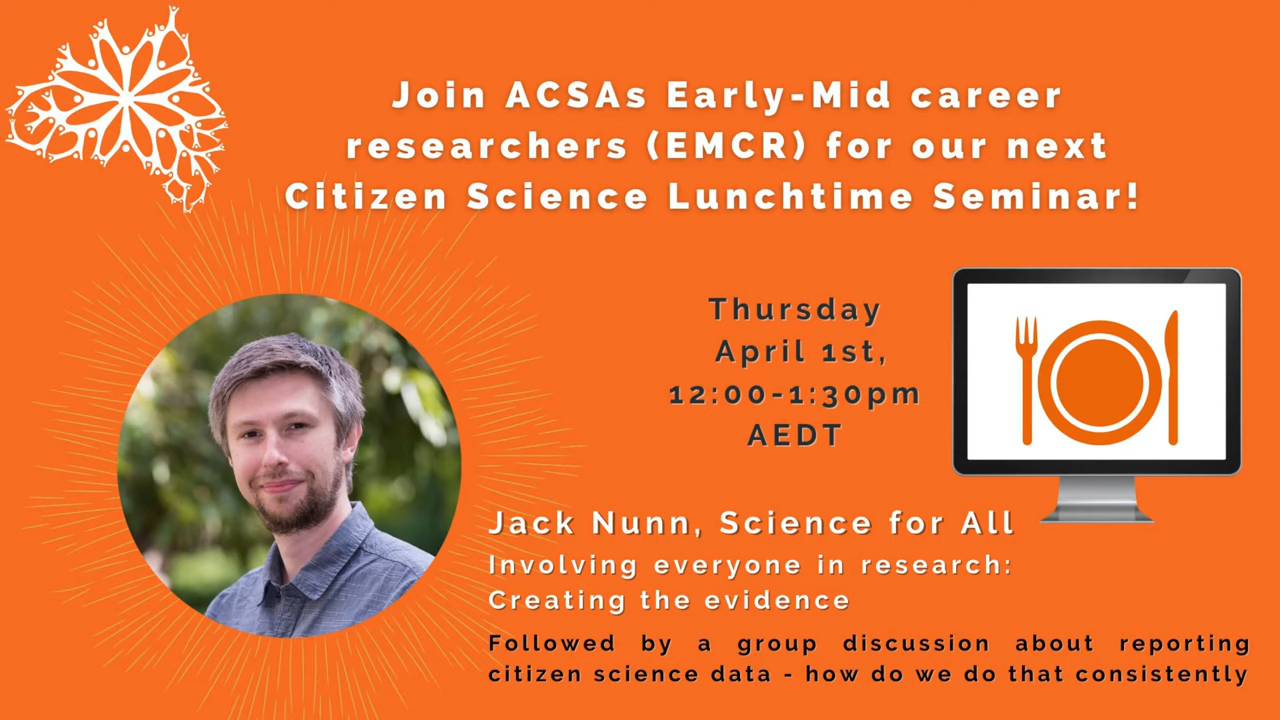 Join ACSAs Early-Mid career
researchers (EMCR) for our next
Citizen Science Lunchtime Seminar!
Thursday
April 1st,
12:00-1:30pm
AEDT
Jack Nunn, Science for All
Involving everyone in research:
Creating the evidence
Followed by a group discussion about reporting
citizen science data - how do we do that consistently